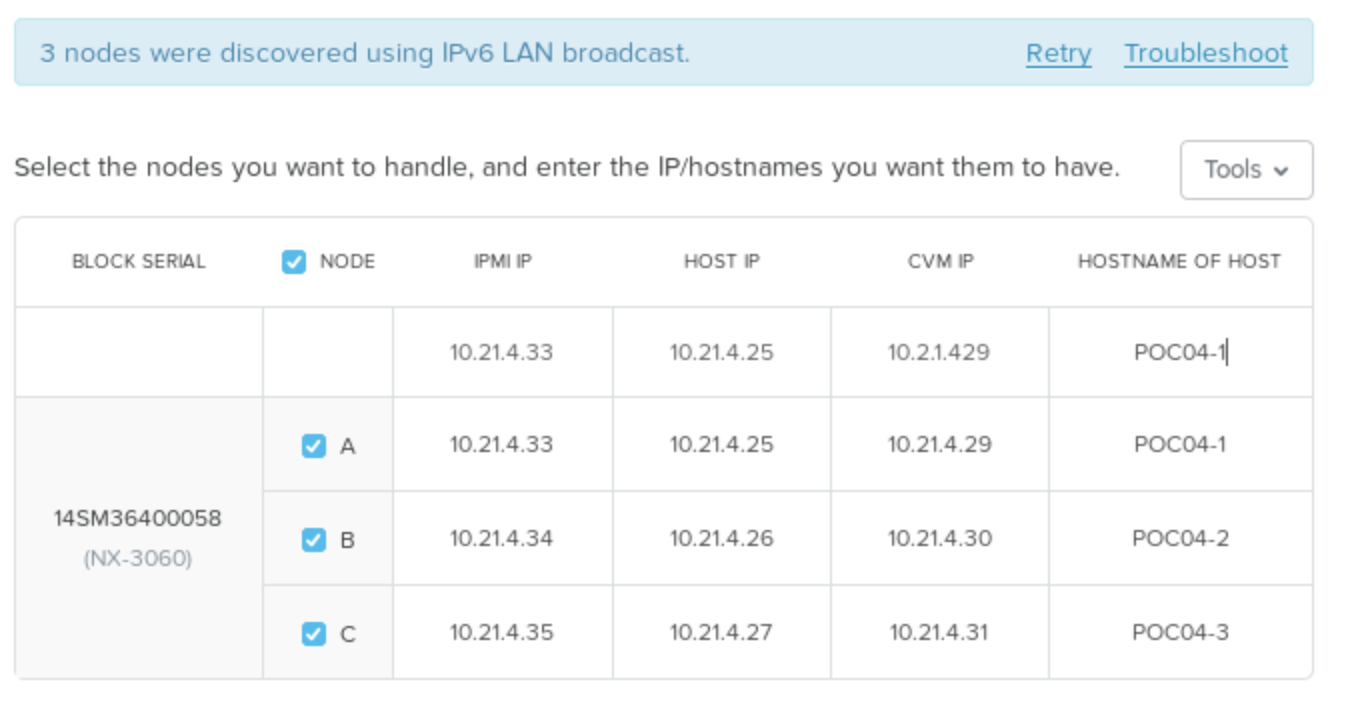 3 nodes were discovered using IPv6 LAN broadcast. Retry Troubleshoot
Select the nodes you want to handle, and enter the IP/hostnames you want them to have. Tools
BLOCK SERIAL NODE IPMI IP HOST IP CVM IP HOSTNAME OF HOST
10.21.4.33 10.21.4.25 10.2.1.429 POC04-1
A 10.21.4.33 10.21.4.25 10.21.4.29 POC04-1
14SM36400058
(NX-3060)
B 10.21.4.34 10.21.4.26 10.21.4.30 POC04-2
C 10.21.4.35 10.21.4.27 10.21.4.31 POC04-3